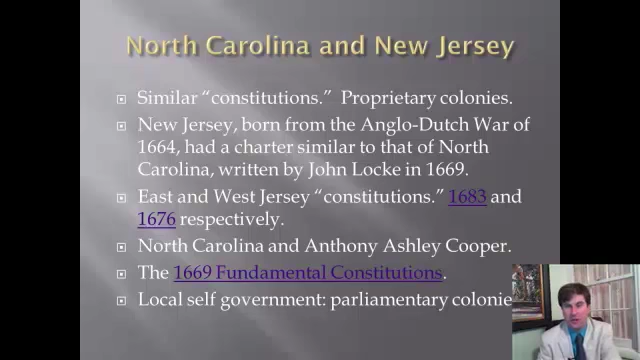 North Carolina and New Jersey
Similar “constitutions.” Proprietary colonies.
New Jersey, born from the Anglo-Dutch War of
1664, had a charter similar to that of North
Carolina, written by John Locke in 1669.
East and West Jersey “constitutions.” 1683 and
1676 respectively.
North Carolina and Anthony Ashley Cooper.
The 1669 Fundamental Constitutions.
Local self government: parliamentary colonie